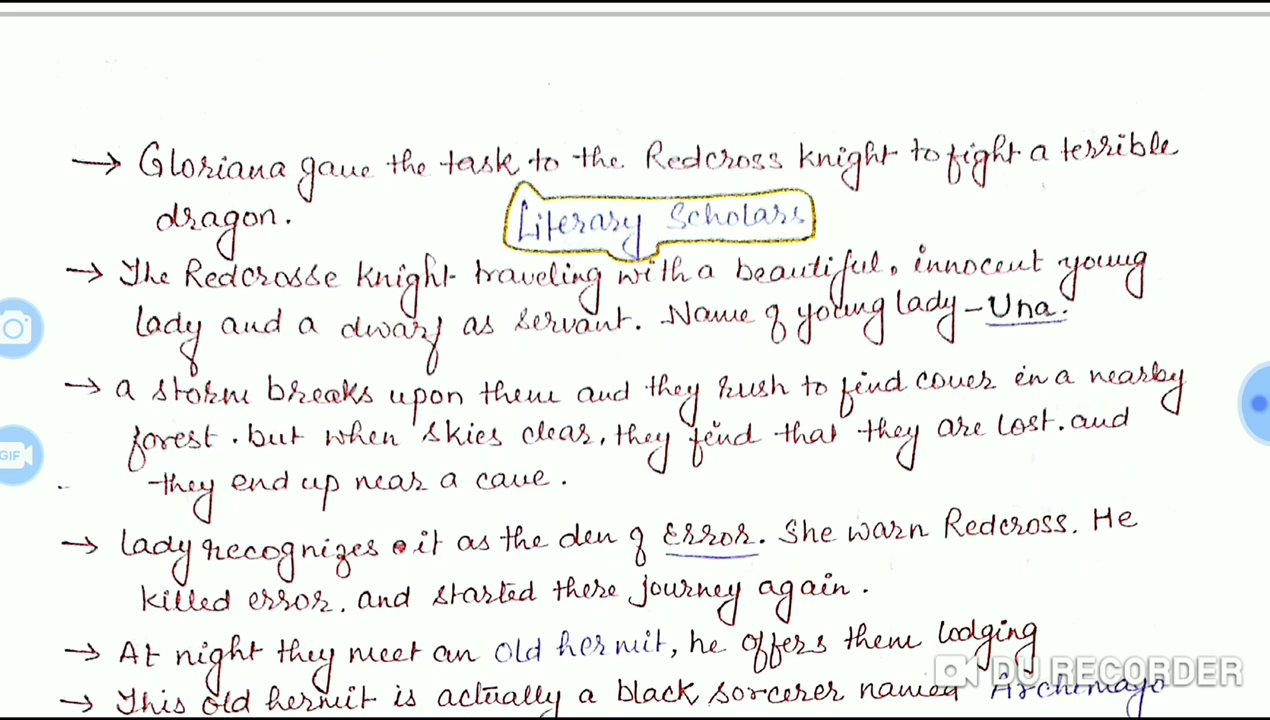 → Gloriana gave the task to the Redcross knight to fight a terrible
dragon.
Literary Scholars
→ The Redcrosse knight traveling with a beautiful, innocent young
lady and a dwarf as servant. Name of young lady - Una.
→ a storm breaks upon them and they rush to find cover in a nearby
forest. but when skies clear, they find that they are lost. and
they end up near a cave.
→ Lady recognizes it as the den of Error. She warn Redcross. He
killed error. and started there journey again.
→ At night they meet an old hermit, he offers them lodging
→ This old hermit is actually a black sorcerer named Archimago
DU RECORDER
GIF